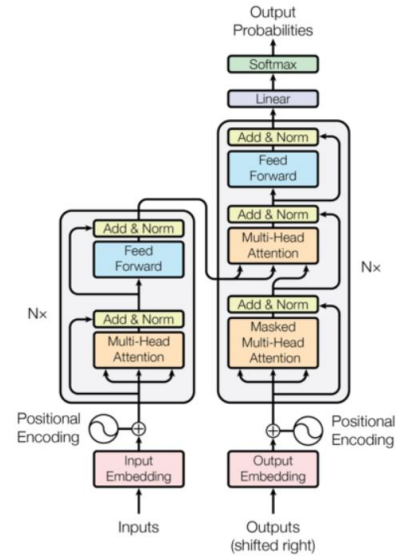 Output
Probabilities
Softmax
Linear
Add & Norm
Feed
Forward
Add & Norm
Multi-Head
Attention
Add & Norm
Masked
Multi-Head
Attention
Nx
Positional
Encoding
Output
Embedding
Outputs
(shifted right)
Add & Norm
Feed
Forward
Add & Norm
Multi-Head
Attention
Nx
Positional
Encoding
Input
Embedding
Inputs